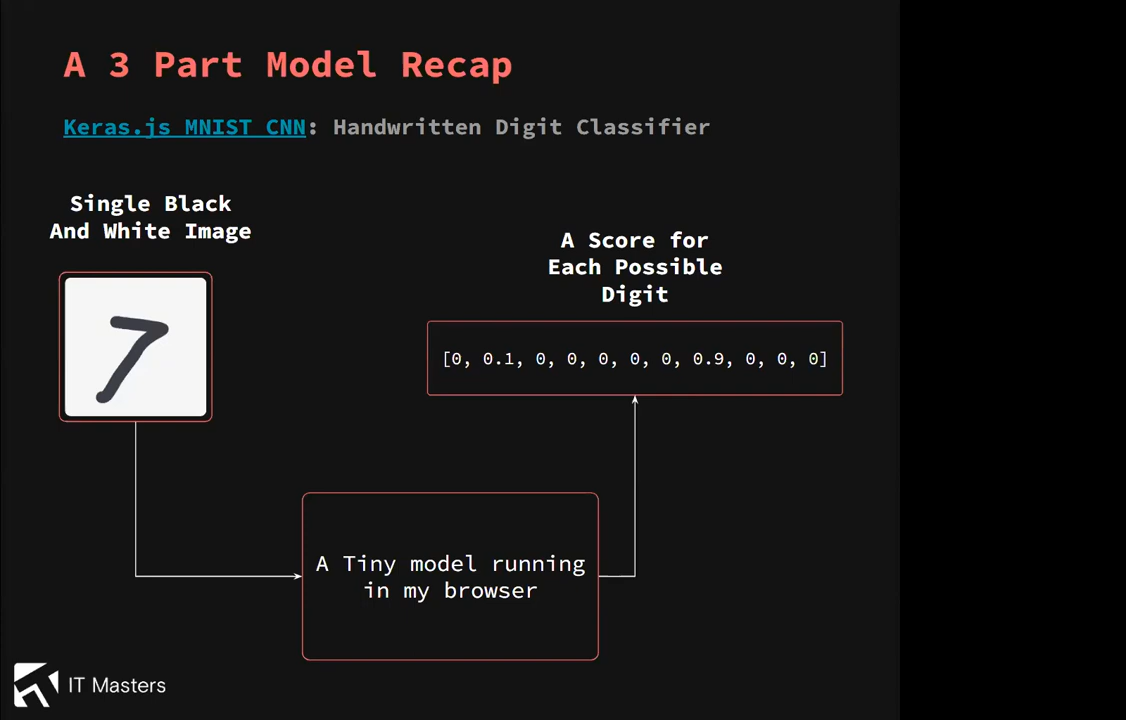 A 3 Part Model Recap
Keras.js MNIST CNN: Handwritten Digit Classifier
Single Black
And White Image
7
A Score for
Each Possible
Digit
[0, 0.1, 0, 0, 0, 0, 0, 0.9, 0, 0, 0]
A Tiny model running
in my browser
IT Masters